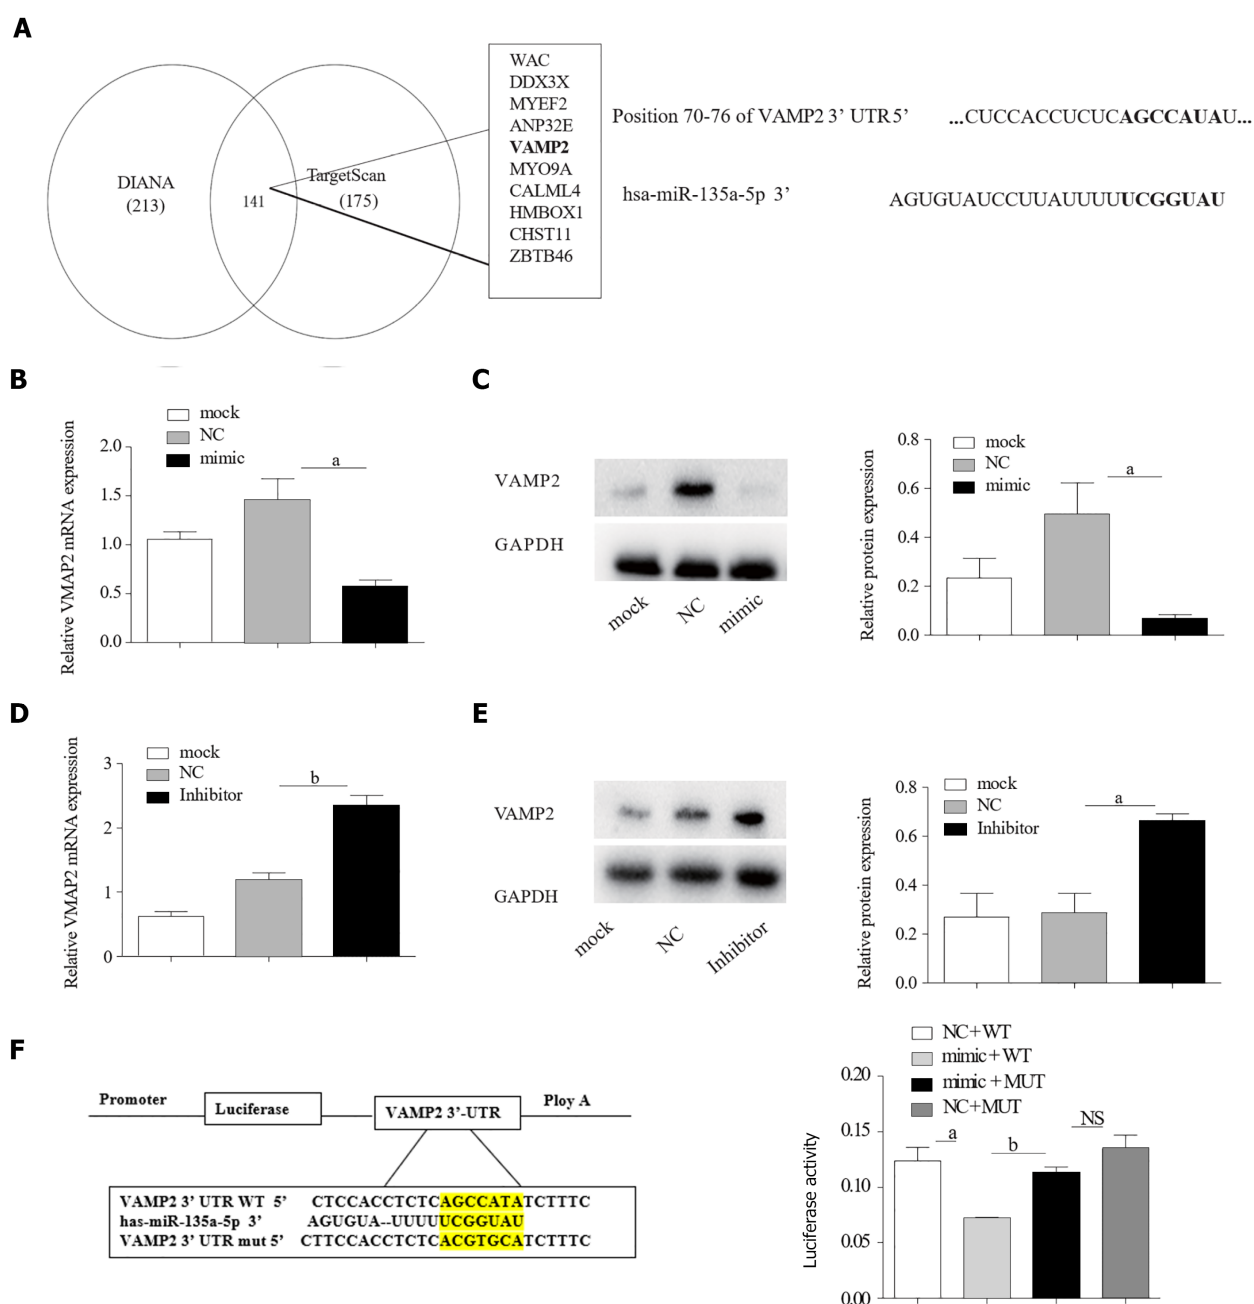 A
DIANA
(213)
141
TargetScan
(175)
WAC
DDX3X
MYEF2
ANP32E
VAMP2
MYO9A
CALML4
HMBOX1
CHST11
ZBTB46
Position 70-76 of VAMP2 3’ UTR5’ ...CUCCACCUCUCAGCCAUAU...
hsa-miR-135a-5p 3’ AGUGUAUCCUUAUUUUUCGGUAU
B
Relative VMAP2 mRNA expression
mock
NC
mimic
a
2.0
1.5
1.0
0.5
0.0
C
VAMP2
GAPDH
mock NC mimic
Relative protein expression
mock
NC
mimic
a
0.8
0.6
0.4
0.2
0.0
D
Relative VMAP2 mRNA expression
mock
NC
Inhibitor
b
3
2
1
0
E
VAMP2
GAPDH
mock NC Inhibitor
Relative protein expression
mock
NC
Inhibitor
a
0.8
0.6
0.4
0.2
0.0
F
Promoter Luciferase VAMP2 3’-UTR Ploy A
VAMP2 3’ UTR WT 5’ CTCCACCTCTCAGCCATATCTTTC
has-miR-135a-5p 3’ AGUGUA--UUUUUCGGUAU
VAMP2 3’ UTR mut 5’ CTTCCACCTCTCACGTGCATCTTTC
NC+WT
mimic+WT
mimic+MUT
NC+MUT
Luciferase activity
a
b
NS
0.20
0.15
0.10
0.05
0.00